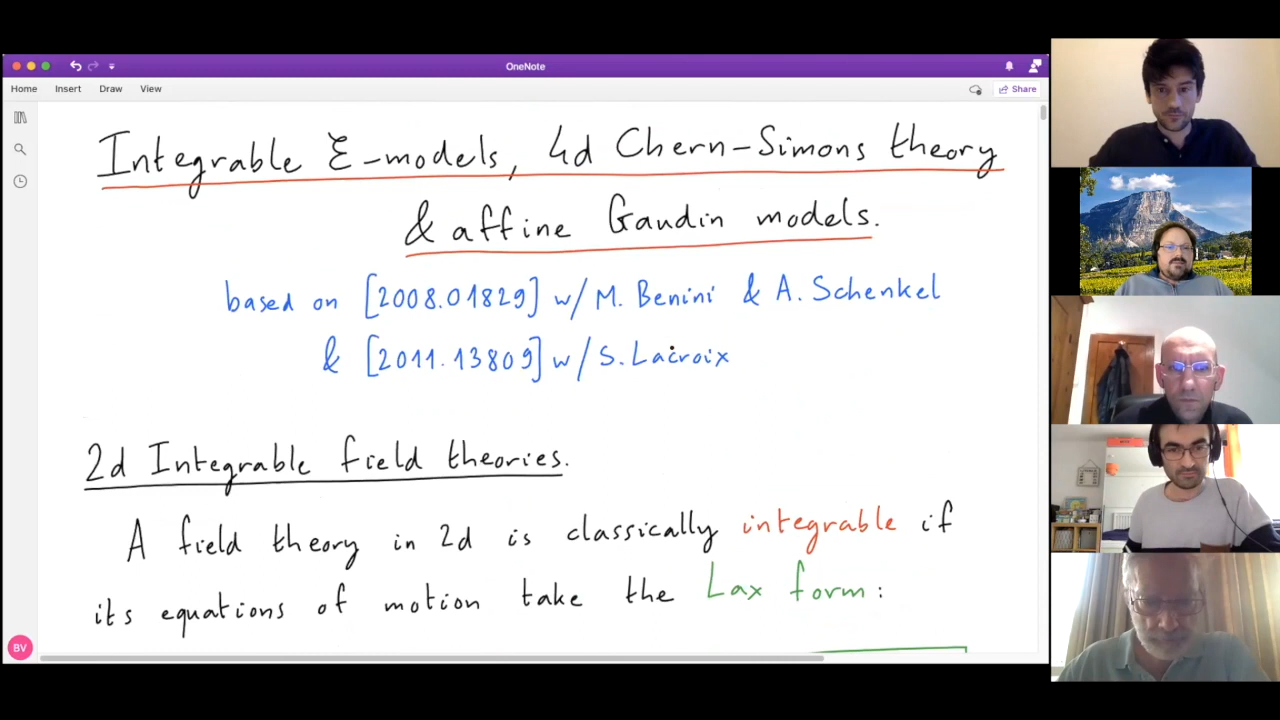 OneNote
Home Insert Draw View Share
Integrable ℰ-models, 4d Chern-Simons theory
& affine Gaudin models.
based on [2008.01829] w/ M. Benini & A. Schenkel
& [2011.13809] w/ S. Lacroix
2d Integrable field theories.
A field theory in 2d is classically integrable if
its equations of motion take the Lax form:
BV